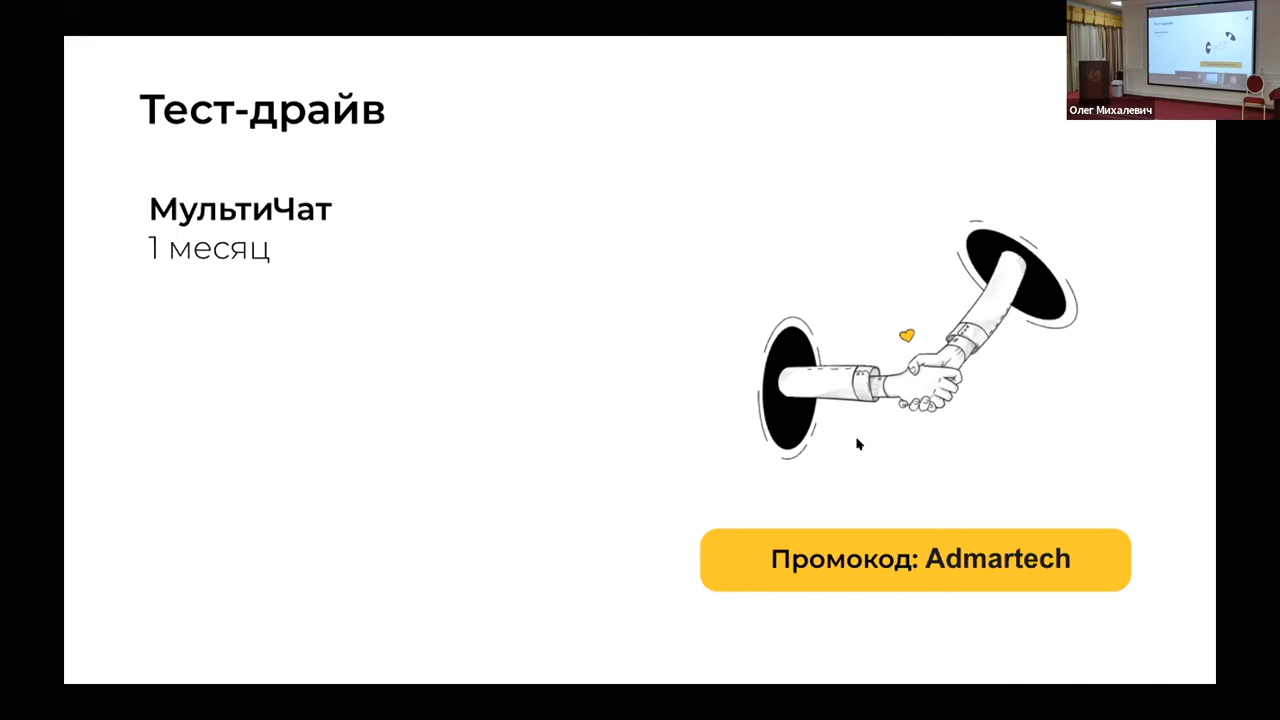 Тест-драйв
МультиЧат
1 месяц
Промокод: Admartech
Олег Михалевич